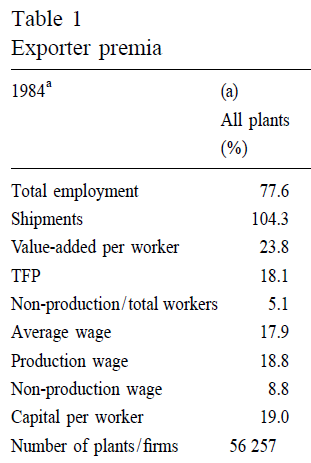 Table 1
Exporter premia
1984a (a)
All plants
(%)
Total employment 77.6
Shipments 104.3
Value-added per worker 23.8
TFP 18.1
Non-production/total workers 5.1
Average wage 17.9
Production wage 18.8
Non-production wage 8.8
Capital per worker 19.0
Number of plants/firms 56 257